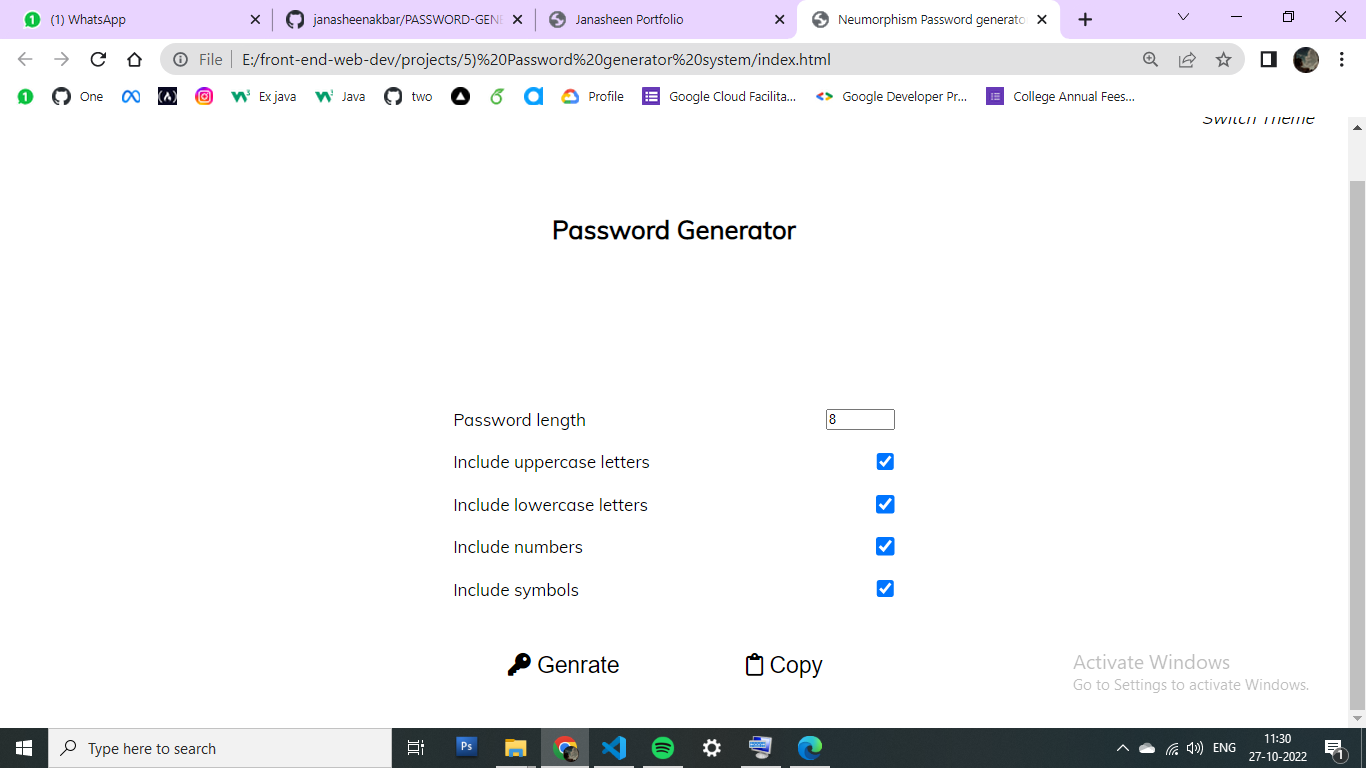 (1) WhatsApp
janasheenakbar/PASSWORD-GENE
Janasheen Portfolio
Neumorphism Password generato
File
E:/front-end-web-dev/projects/5)%20Password%20generator%20system/index.html
One
Ex java
Java
two
Profile
Google Cloud Facilita...
Google Developer Pr...
College Annual Fees...
Switch Theme
Password Generator
Password length
8
Include uppercase letters
Include lowercase letters
Include numbers
Include symbols
Genrate
Copy
Activate Windows
Go to Settings to activate Windows.
Type here to search
Ps
ENG
11:30
27-10-2022
1